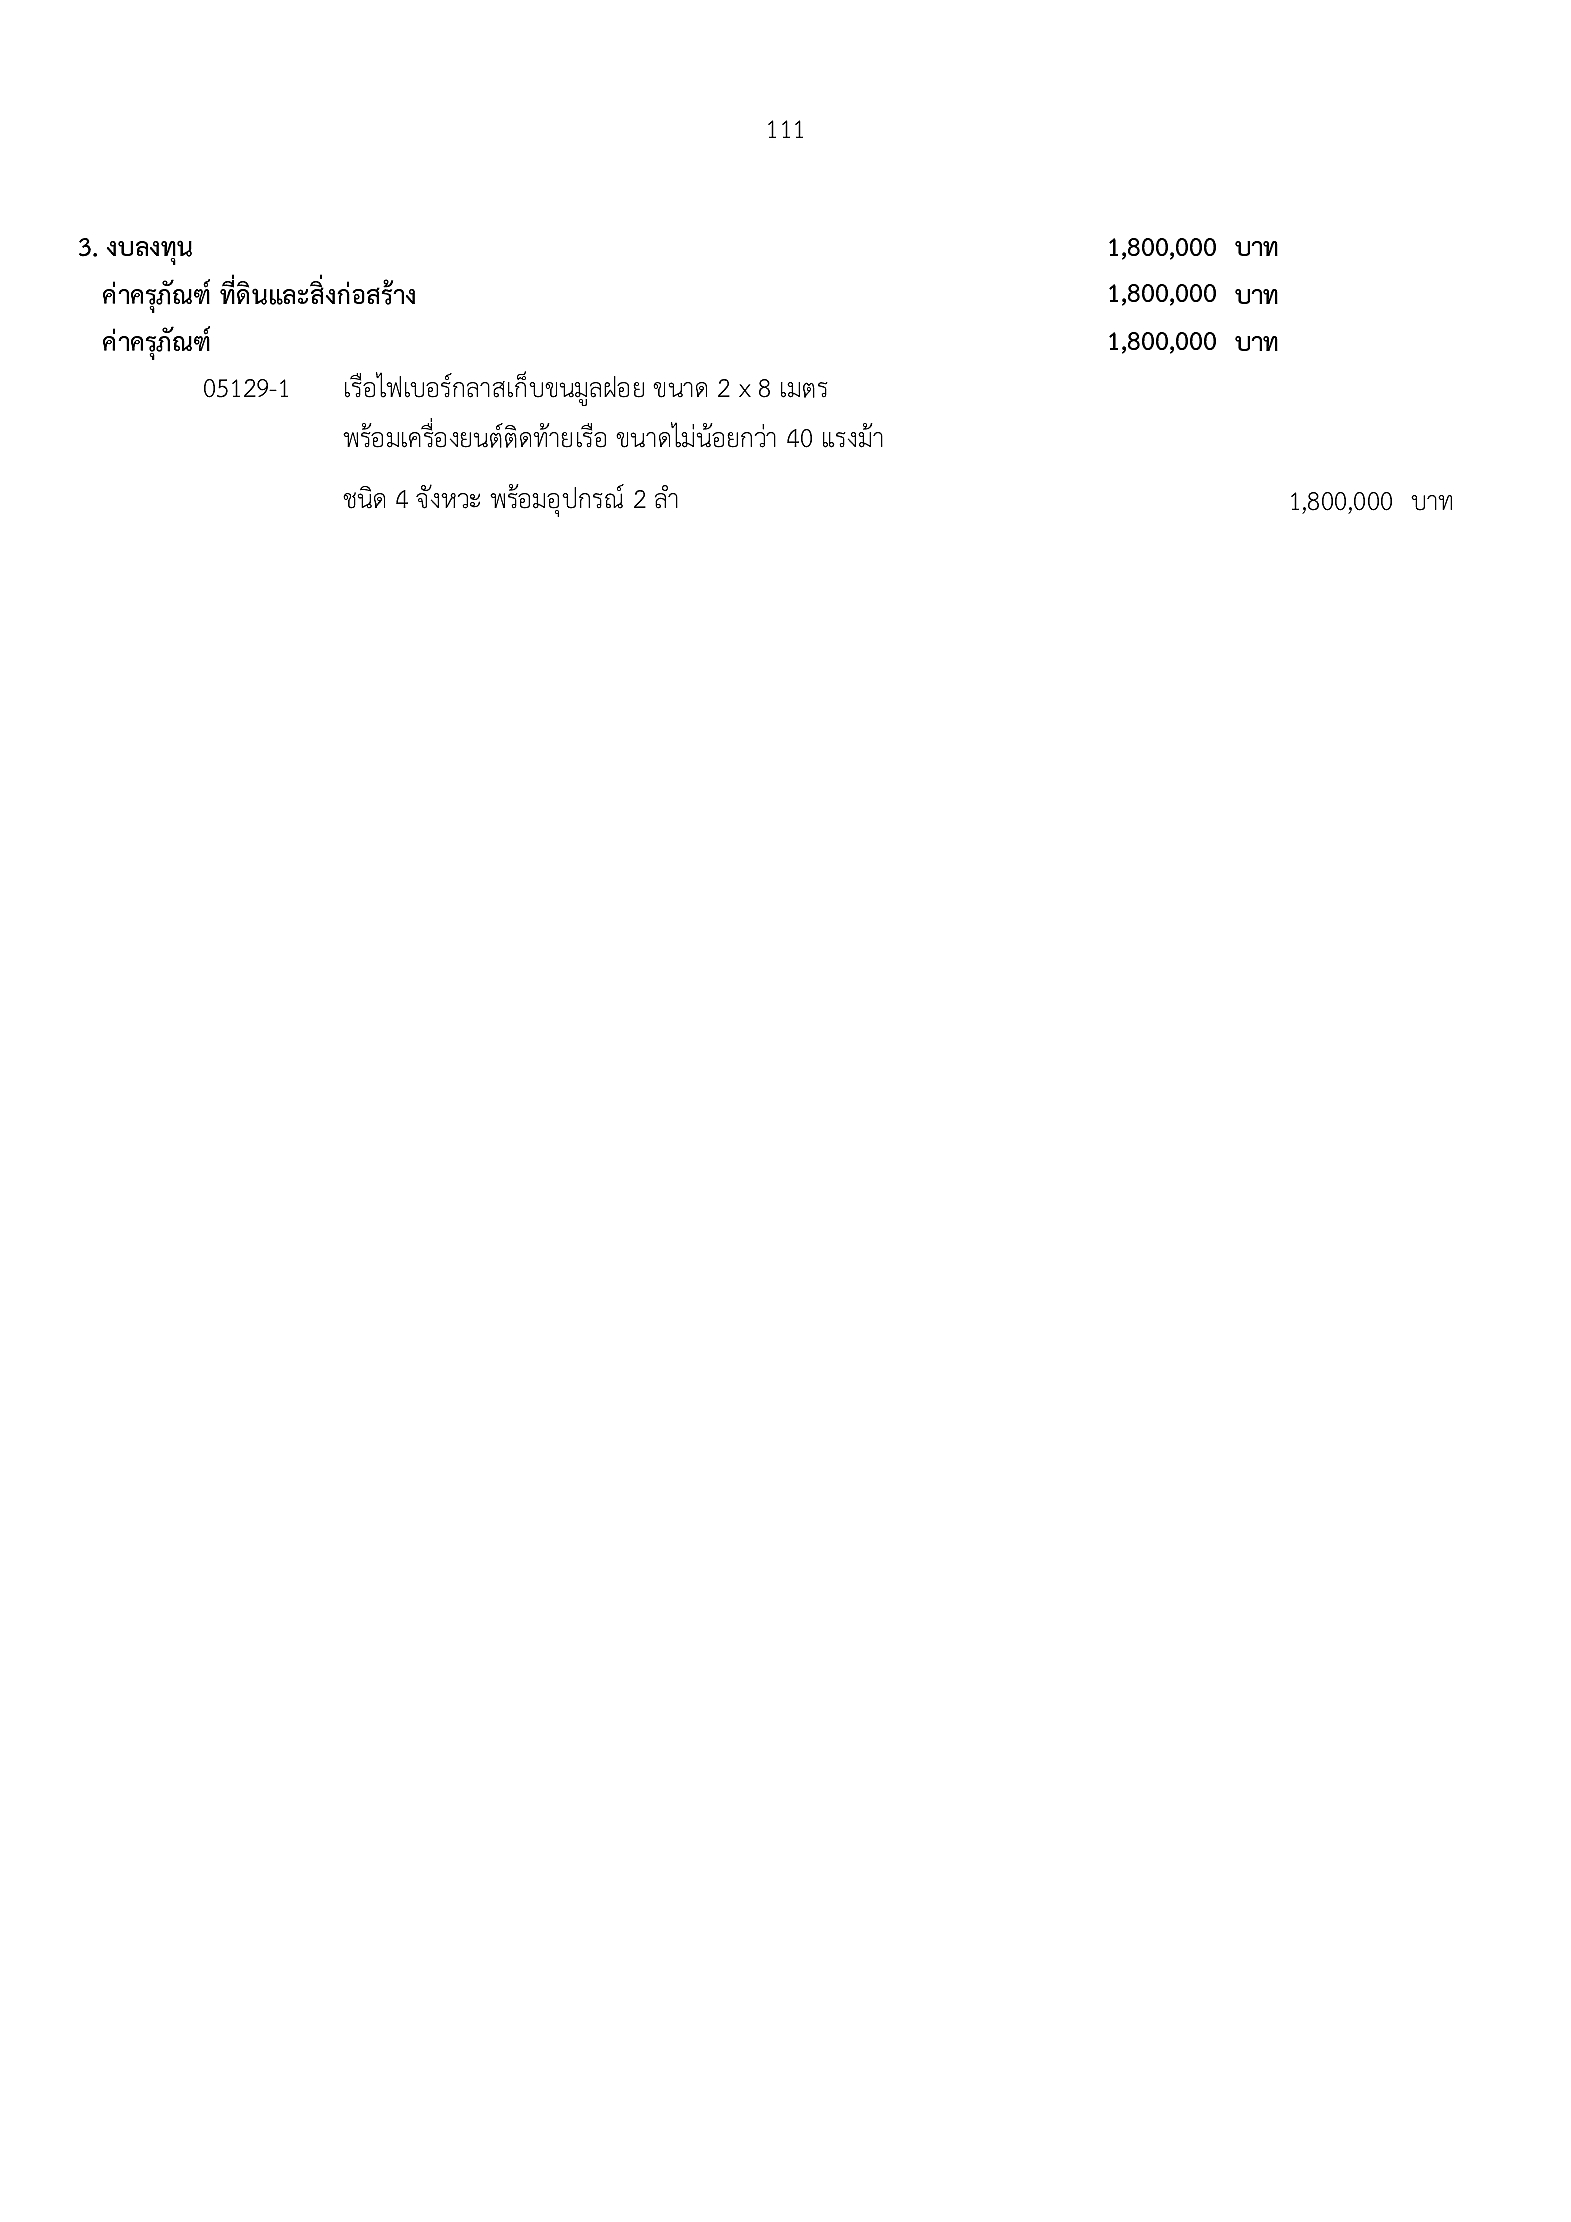 111
3. งบลงทุน 1,800,000 บาท
ค่าครุภัณฑ์ ที่ดินและสิ่งก่อสร้าง 1,800,000 บาท
ค่าครุภัณฑ์ 1,800,000 บาท
05129-1 เรือไฟเบอร์กลาสเก็บขนมูลฝอย ขนาด 2 x 8 เมตร
พร้อมเครื่องยนต์ติดท้ายเรือ ขนาดไม่น้อยกว่า 40 แรงม้า
ชนิด 4 จังหวะ พร้อมอุปกรณ์ 2 ลำ 1,800,000 บาท